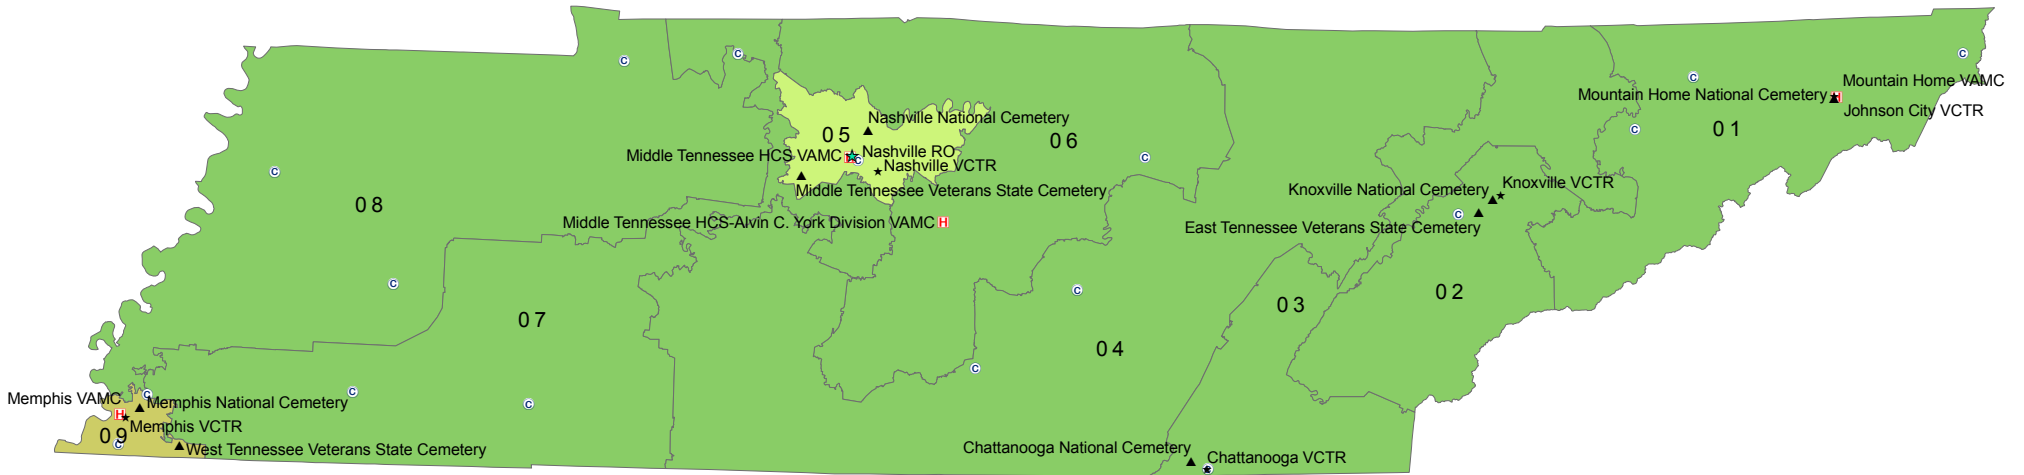 C
C
C
Mountain Home VAMC
C
Mountain Home National Cemetery
H
Johnson City VCTR
01
C
Nashville National Cemetery
05
06
Middle Tennessee HCS VAMC
H
C
Nashville RO
C
Nashville VCTR
C
Middle Tennessee Veterans State Cemetery
Knoxville National Cemetery
Knoxville VCTR
08
C
Middle Tennessee HCS-Alvin C. York Division VAMC
H
East Tennessee Veterans State Cemetery
C
C
02
03
07
04
C
C
C
Memphis VAMC
C
Memphis National Cemetery
C
H
Memphis VCTR
09
C
West Tennessee Veterans State Cemetery
Chattanooga National Cemetery
Chattanooga VCTR